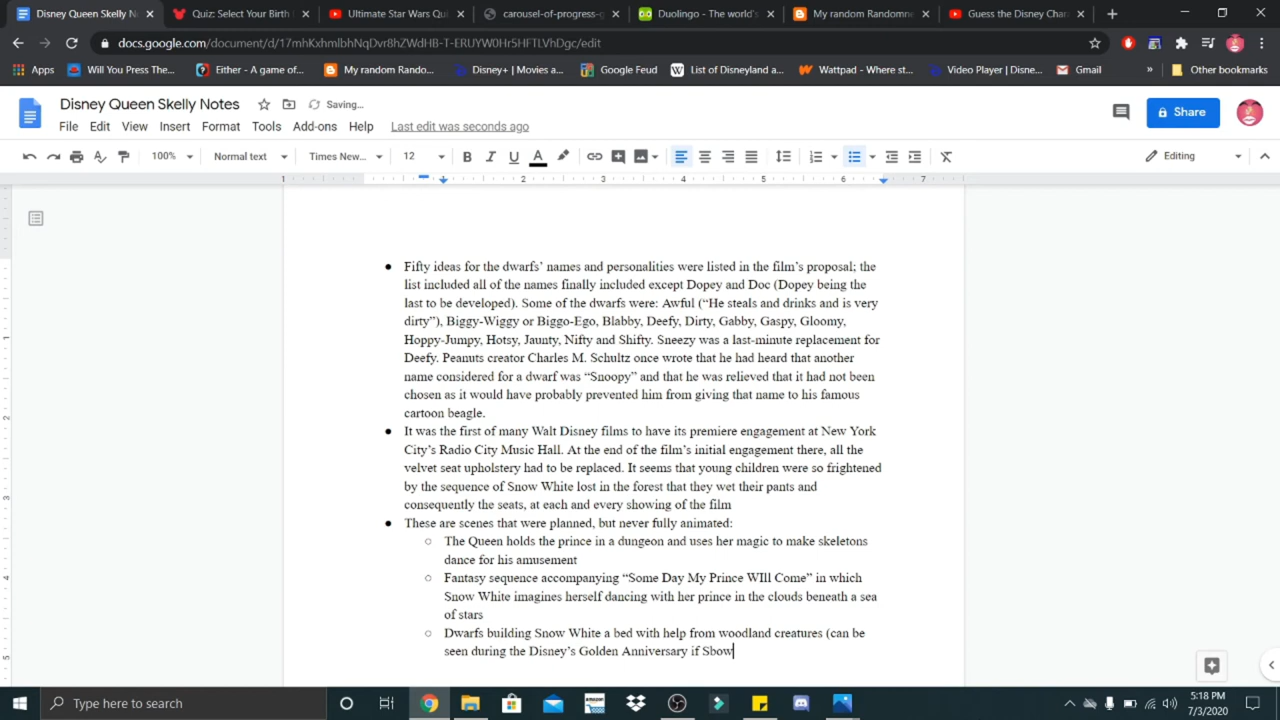 Disney Queen Skelly N
Quiz: Select Your Birth
Ultimate Star Wars Qu
carousel-of-progress-
Duolingo - The world's
My random Randomne
Guess the Disney Char
docs.google.com/document/d/17mhKxhmlbhNqDvr8hZWdHB-T-ERUYW0Hr5HFTLVhDgc/edit
Apps
Will You Press The...
Either - A game of...
My random Rando...
Disney+ | Movies a...
Google Feud
List of Disneyland a...
Wattpad - Where st...
Video Player | Disne...
Gmail
»
Other bookmarks
Disney Queen Skelly Notes
Saving...
Share
File Edit View Insert Format Tools Add-ons Help Last edit was seconds ago
100% Normal text Times New... 12 B I U A Editing
1 1 2 3 4 5 6 7
● Fifty ideas for the dwarfs’ names and personalities were listed in the film’s proposal; the
list included all of the names finally included except Dopey and Doc (Dopey being the
last to be developed). Some of the dwarfs were: Awful (“He steals and drinks and is very
dirty”), Biggy-Wiggy or Biggo-Ego, Blabby, Deefy, Dirty, Gabby, Gaspy, Gloomy,
Hoppy-Jumpy, Hotsy, Jaunty, Nifty and Shifty. Sneezy was a last-minute replacement for
Deefy. Peanuts creator Charles M. Schultz once wrote that he had heard that another
name considered for a dwarf was “Snoopy” and that he was relieved that it had not been
chosen as it would have probably prevented him from giving that name to his famous
cartoon beagle.
● It was the first of many Walt Disney films to have its premiere engagement at New York
City’s Radio City Music Hall. At the end of the film’s initial engagement there, all the
velvet seat upholstery had to be replaced. It seems that young children were so frightened
by the sequence of Snow White lost in the forest that they wet their pants and
consequently the seats, at each and every showing of the film
● These are scenes that were planned, but never fully animated:
○ The Queen holds the prince in a dungeon and uses her magic to make skeletons
dance for his amusement
○ Fantasy sequence accompanying “Some Day My Prince WIll Come” in which
Snow White imagines herself dancing with her prince in the clouds beneath a sea
of stars
○ Dwarfs building Snow White a bed with help from woodland creatures (can be
seen during the Disney’s Golden Anniversary if Sbow
Type here to search
5:18 PM
7/3/2020